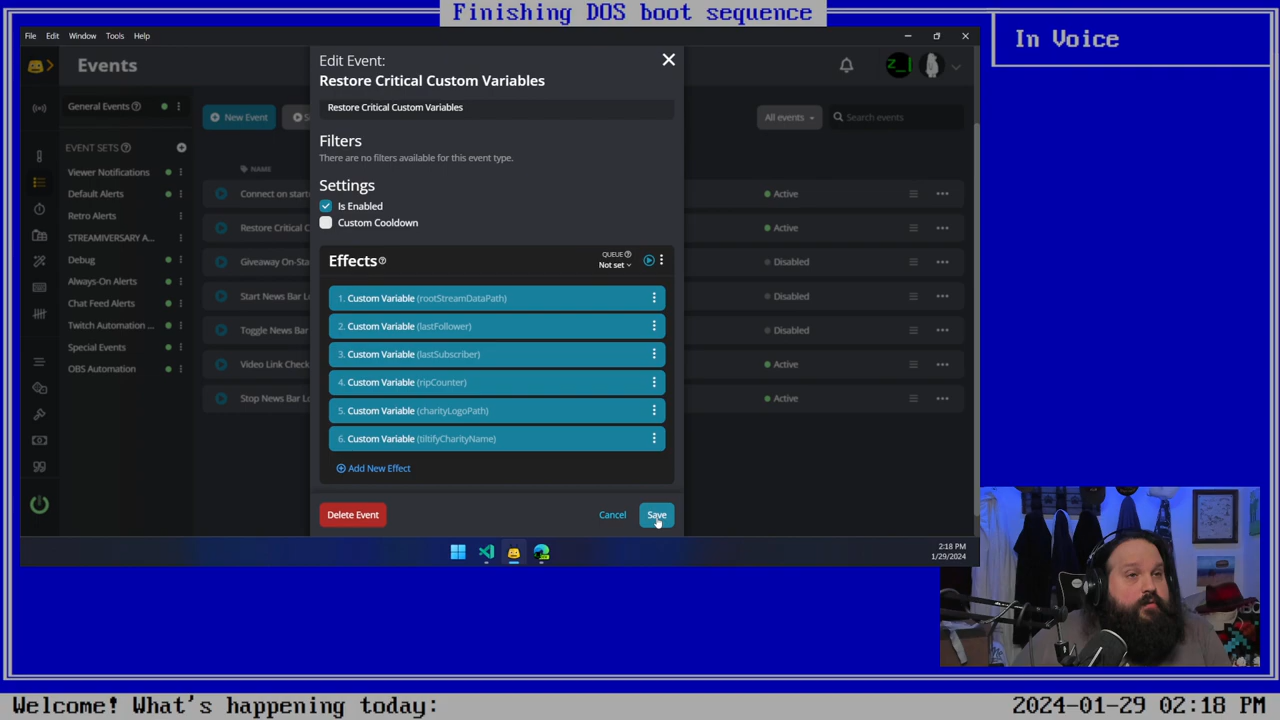 Finishing DOS boot sequence
In Voice
File Edit Window Tools Help
Events
z_l
General Events
EVENT SETS
Viewer Notifications
Default Alerts
Retro Alerts
STREAMIVERSARY A...
Debug
Always-On Alerts
Chat Feed Alerts
Twitch Automation ...
Special Events
OBS Automation
New Event
All events
Search events
NAME
Connect on start
Active
Restore Critical C
Active
Giveaway On-Sta
Disabled
Start News Bar L
Disabled
Toggle News Bar
Disabled
Video Link Check
Active
Stop News Bar Lo
Active
Edit Event:
Restore Critical Custom Variables
Restore Critical Custom Variables
Filters
There are no filters available for this event type.
Settings
Is Enabled
Custom Cooldown
Effects
QUEUE
Not set
1. Custom Variable (rootStreamDataPath)
2. Custom Variable (lastFollower)
3. Custom Variable (lastSubscriber)
4. Custom Variable (ripCounter)
5. Custom Variable (charityLogoPath)
6. Custom Variable (tiltifyCharityName)
Add New Effect
Delete Event
Cancel
Save
2:18 PM
1/29/2024
Welcome! What's happening today:
2024-01-29 02:18 PM